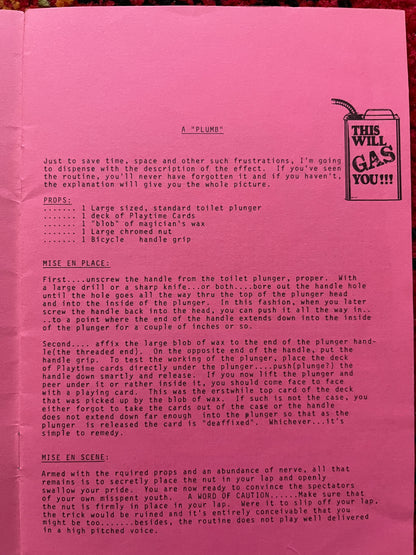 A "PLUMB"
THIS
WILL
GAS
YOU!!!
Just to save time, space and other such frustrations, I'm going
to dispense with the description of the effect. If you've seen
the routine, you'll never have forgotten it and if you haven't,
the explanation will give you the whole picture.
PROPS:
....... 1 Large sized, standard toilet plunger
....... 1 deck of Playtime Cards
....... 1 "blob" of magician's wax
....... 1 Large chromed nut
....... 1 Bicycle handle grip
MISE EN PLACE:
First....unscrew the handle from the toilet plunger, proper. With
a large drill or a sharp knife...or both....bore out the handle hole
until the hole goes all the way thru the top of the plunger head
and into the inside of the plunger. In this fashion, when you later
screw the handle back into the head, you can push it all the way in..
..to a point where the end of the handle extends down into the inside
of the plunger for a couple of inches or so.
Second.... affix the large blob of wax to the end of the plunger hand-
le(the threaded end). On the opposite end of the handle, put the
handle grip. To test the working of the plunger, place the deck
of Playtime cards directly under the plunger....push(plunge?) the
handle down smartly and release. If you now lift the plunger and
peer under it or rather inside it, you should come face to face
with a playing card. This was the erstwhile top card of the deck
that was picked up by the blob of wax. If such is not the case, you
either forgot to take the cards out of the case or the handle
does not extend down far enough into the plunger so that as the
plunger is released the card is "deaffixed". Whichever...it's
simple to remedy.
MISE EN SCENE:
Armed with the rquired props and an abundance of nerve, all that
remains is to secretly place the nut in your lap and openly
swallow your pride. You are now ready to convince the spectators
of your own misspent youth. A WORD OF CAUTION......Make sure that
the nut is firmly in place in your lap. Were it to slip off your lap,
the trick would be ruined and it's entirely conceivable that you
might be too.......besides, the routine does not play well delivered
in a high pitched voice.